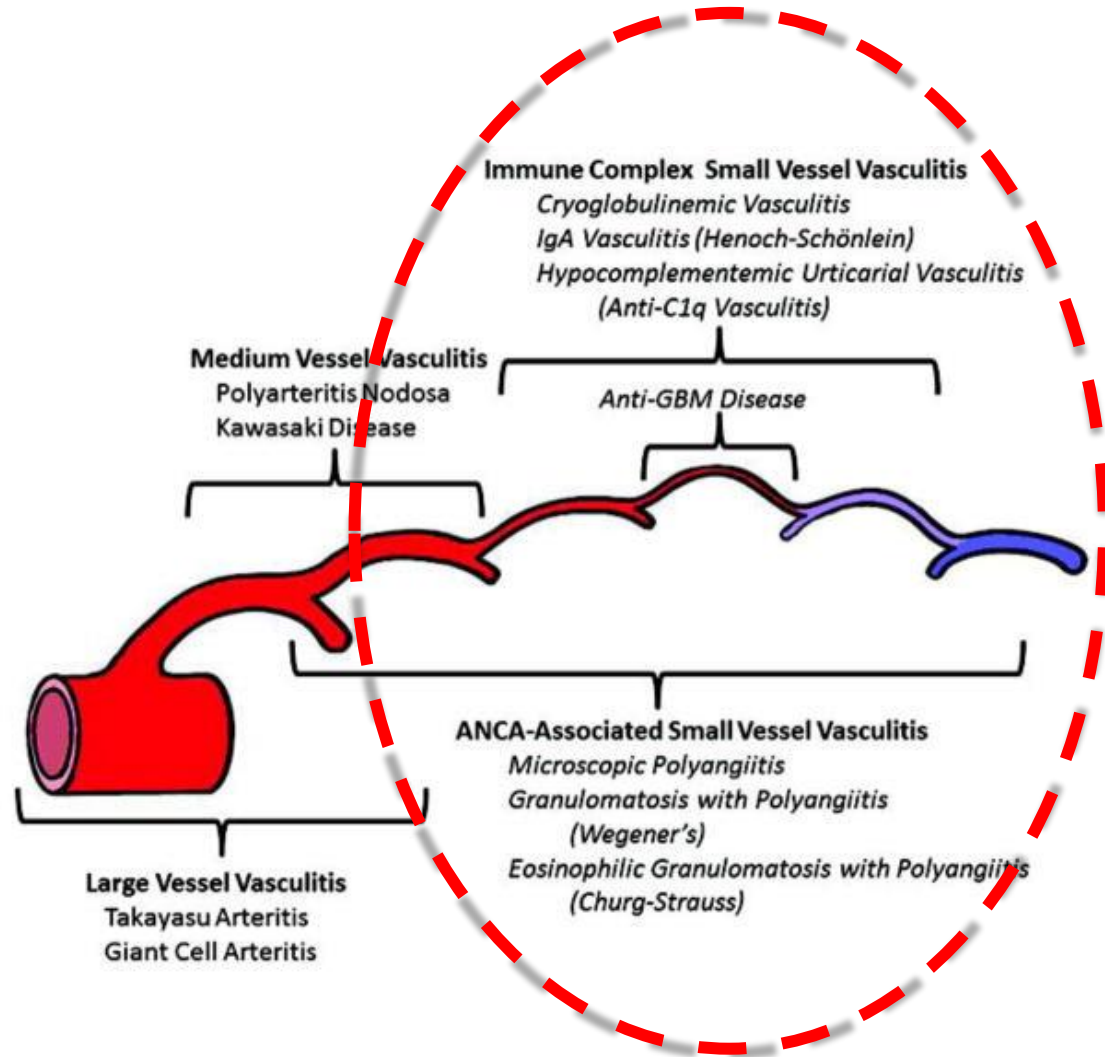 Immune Complex Small Vessel Vasculitis
Cryoglobulinemic Vasculitis
IgA Vasculitis (Henoch-Schönlein)
Hypocomplementemic Urticarial Vasculitis
(Anti-C1q Vasculitis)
Medium Vessel Vasculitis
Polyarteritis Nodosa
Kawasaki Disease
Anti-GBM Disease
ANCA-Associated Small Vessel Vasculitis
Microscopic Polyangiitis
Granulomatosis with Polyangiitis
(Wegener's)
Eosinophilic Granulomatosis with Polyangiitis
(Churg-Strauss)
Large Vessel Vasculitis
Takayasu Arteritis
Giant Cell Arteritis